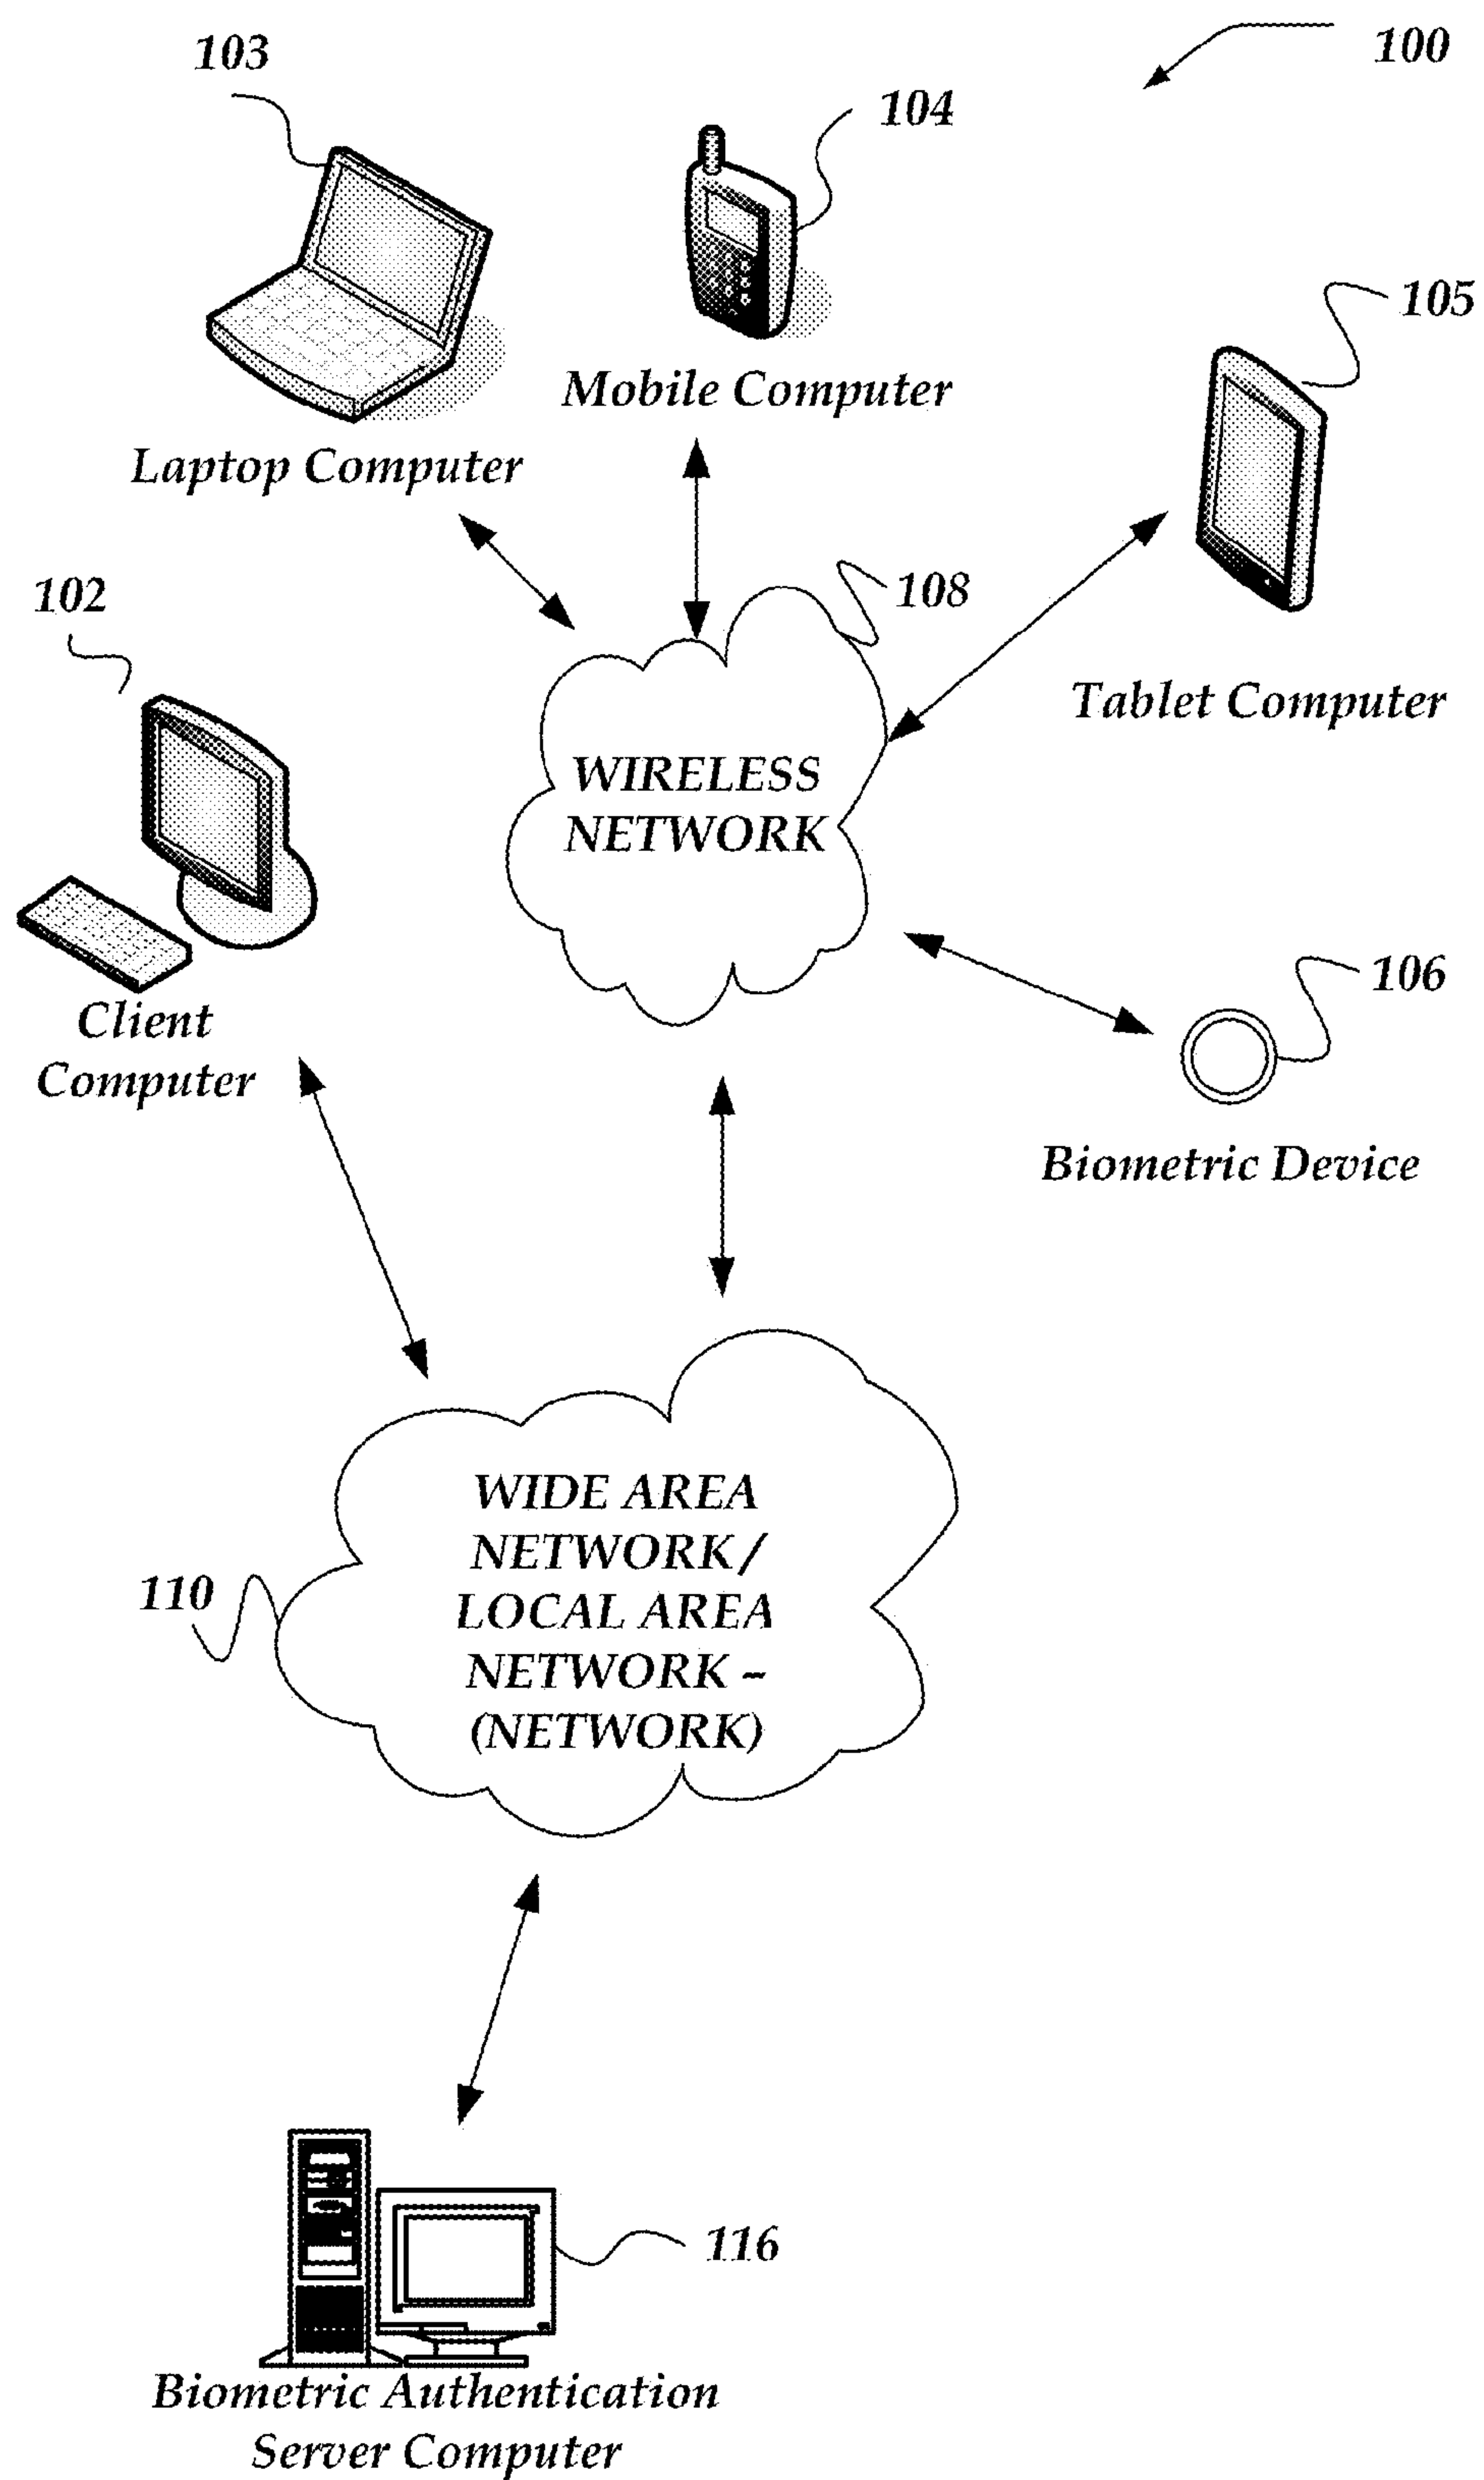 103
100
104
105
Mobile Computer
Laptop Computer
108
102
Tablet Computer
WIRELESS
NETWORK
106
Client
Computer
Biometric Device
WIDE AREA
NETWORK/
LOCAL AREA
110
NETWORK –
(NETWORK)
116
Biometric Authentication
Server Computer